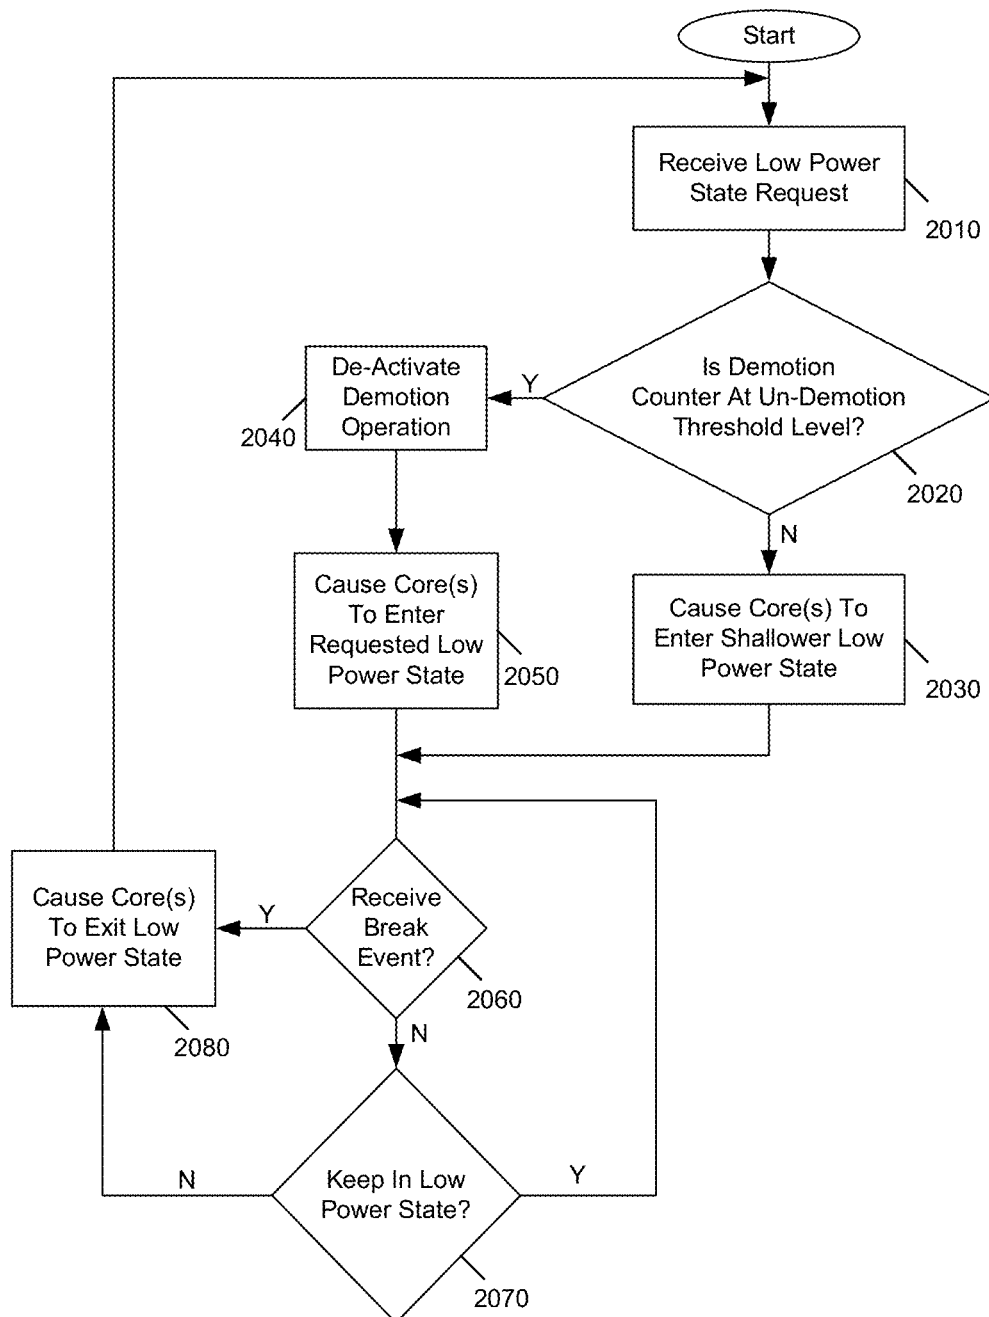 Start
Receive Low Power
State Request
2010
Is Demotion
Counter At Un-Demotion
Threshold Level?
2020
Y
N
De-Activate
Demotion
Operation
2040
Cause Core(s)
To Enter
Requested Low
Power State
2050
Cause Core(s) To
Enter Shallower Low
Power State
2030
Receive
Break
Event?
2060
Y
N
Cause Core(s)
To Exit Low
Power State
2080
Keep In Low
Power State?
2070
N
Y